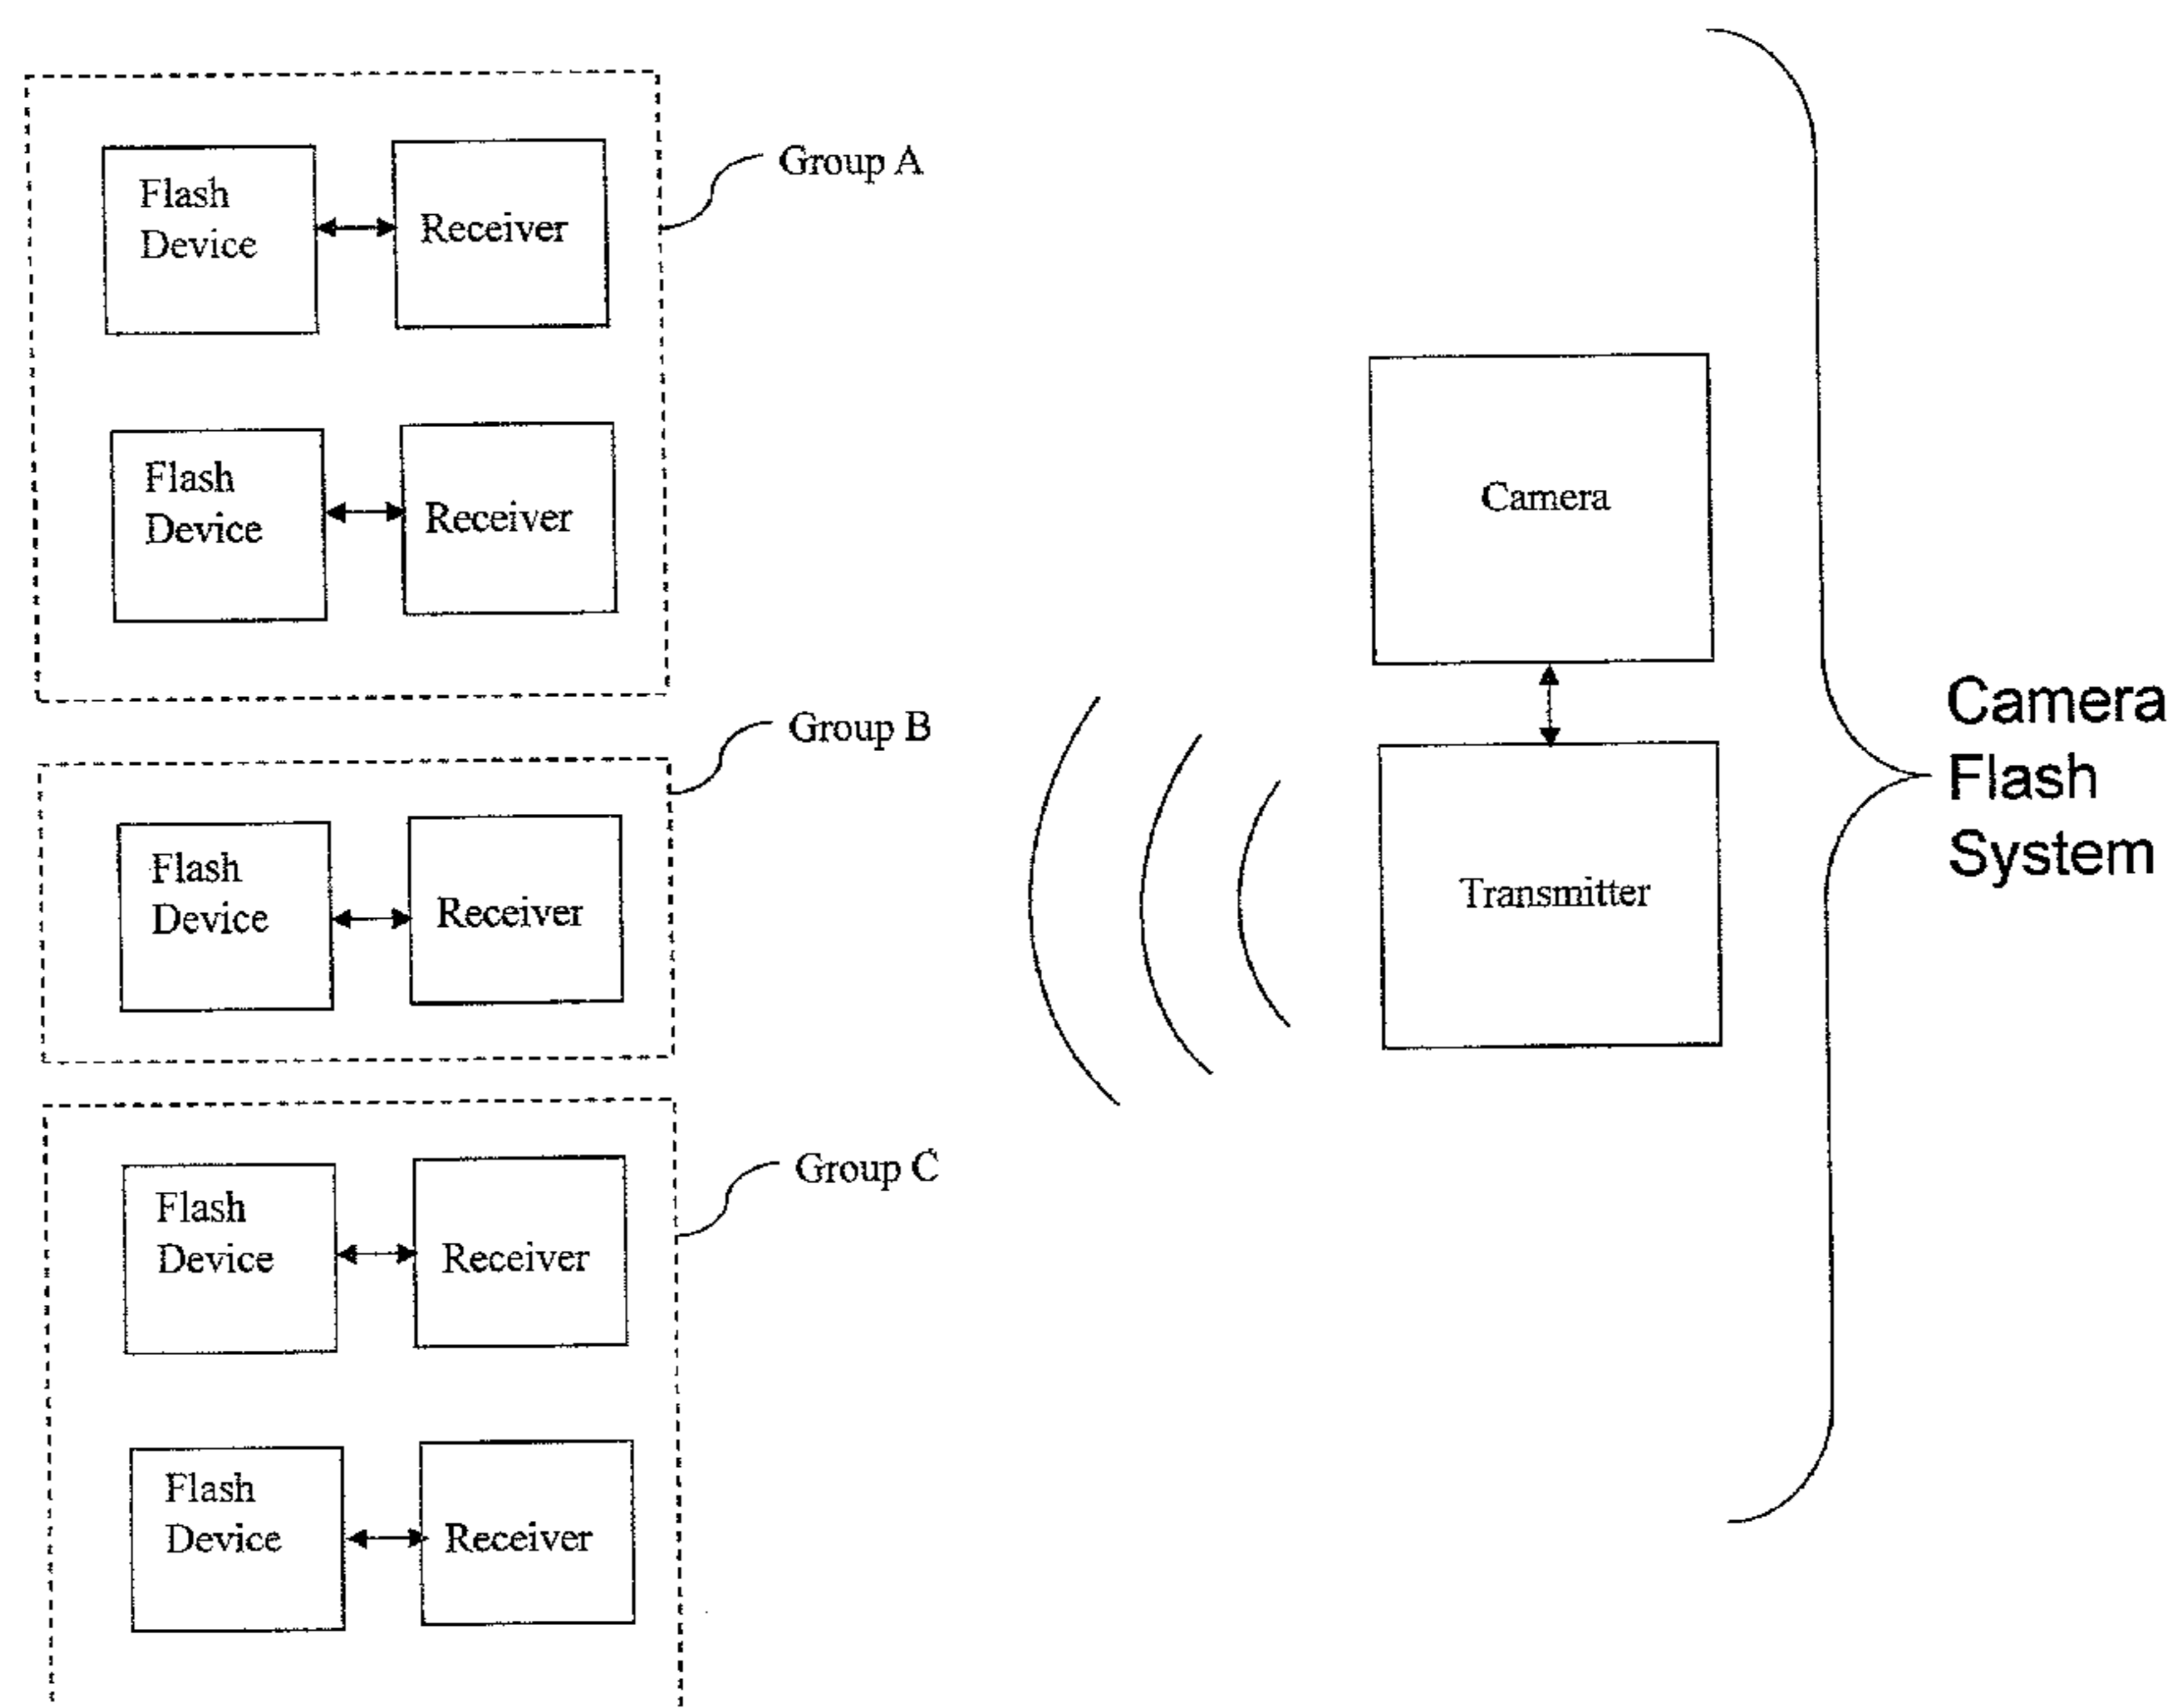 Flash
Device
Receiver
Group A
Flash
Device
Receiver
Camera
Group B
Flash
Device
Receiver
Transmitter
Camera
Flash
System
Group C
Flash
Device
Receiver
Flash
Device
Receiver